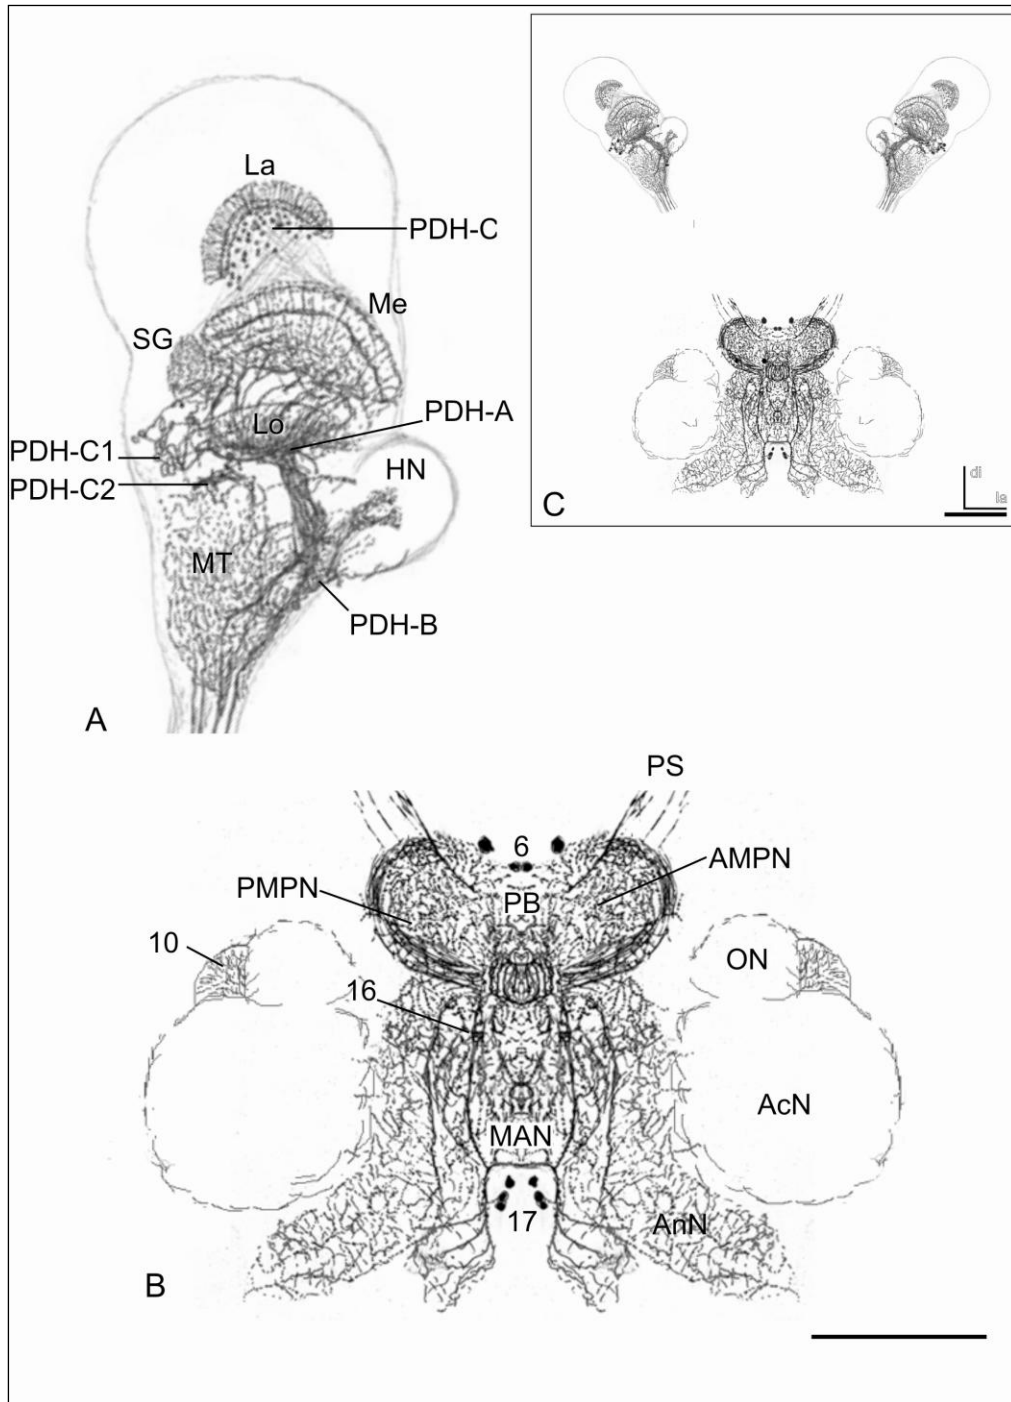 La
PDH-C
Me
SG
PDH-A
Lo
HN
PDH-C1
PDH-C2
MT
PDH-B
A
dl
la
C
PS
6
AMPN
PMPN
PB
10
ON
16
AcN
MAN
17
AnN
B